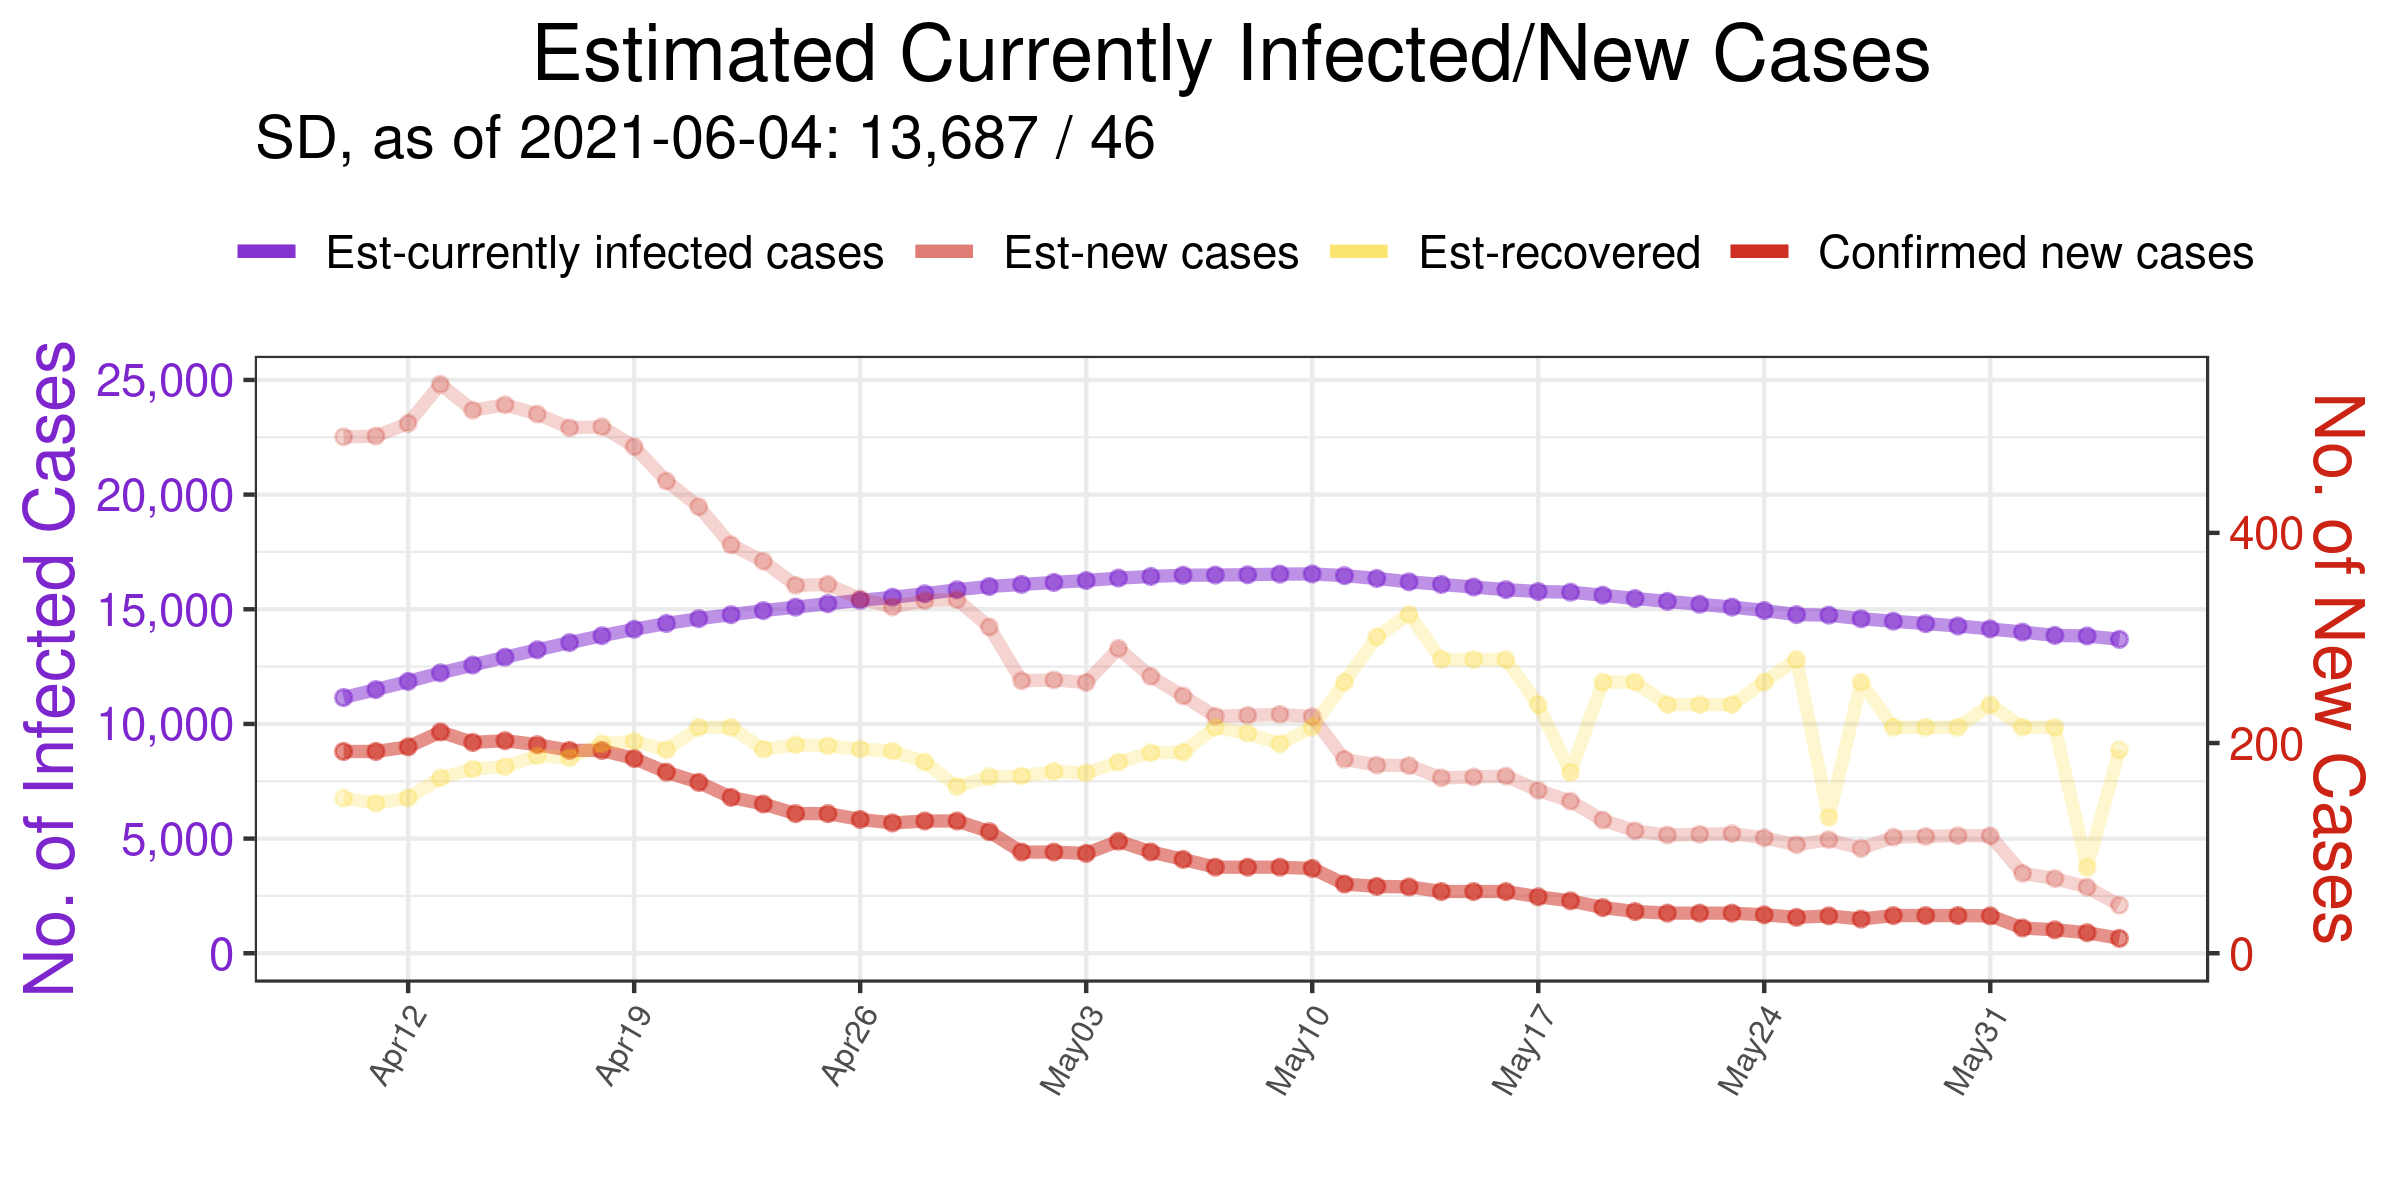 Estimated Currently Infected/New Cases
SD, as of 2021-06-04: 13,687 / 46
Est-currently infected cases Est-new cases Est-recovered Confirmed new cases
No. of Infected Cases
25,000
20,000
15,000
10,000
5,000
0
400
200
0
No. of New Cases
Apr12 Apr19 Apr26 May03 May10 May17 May24 May31